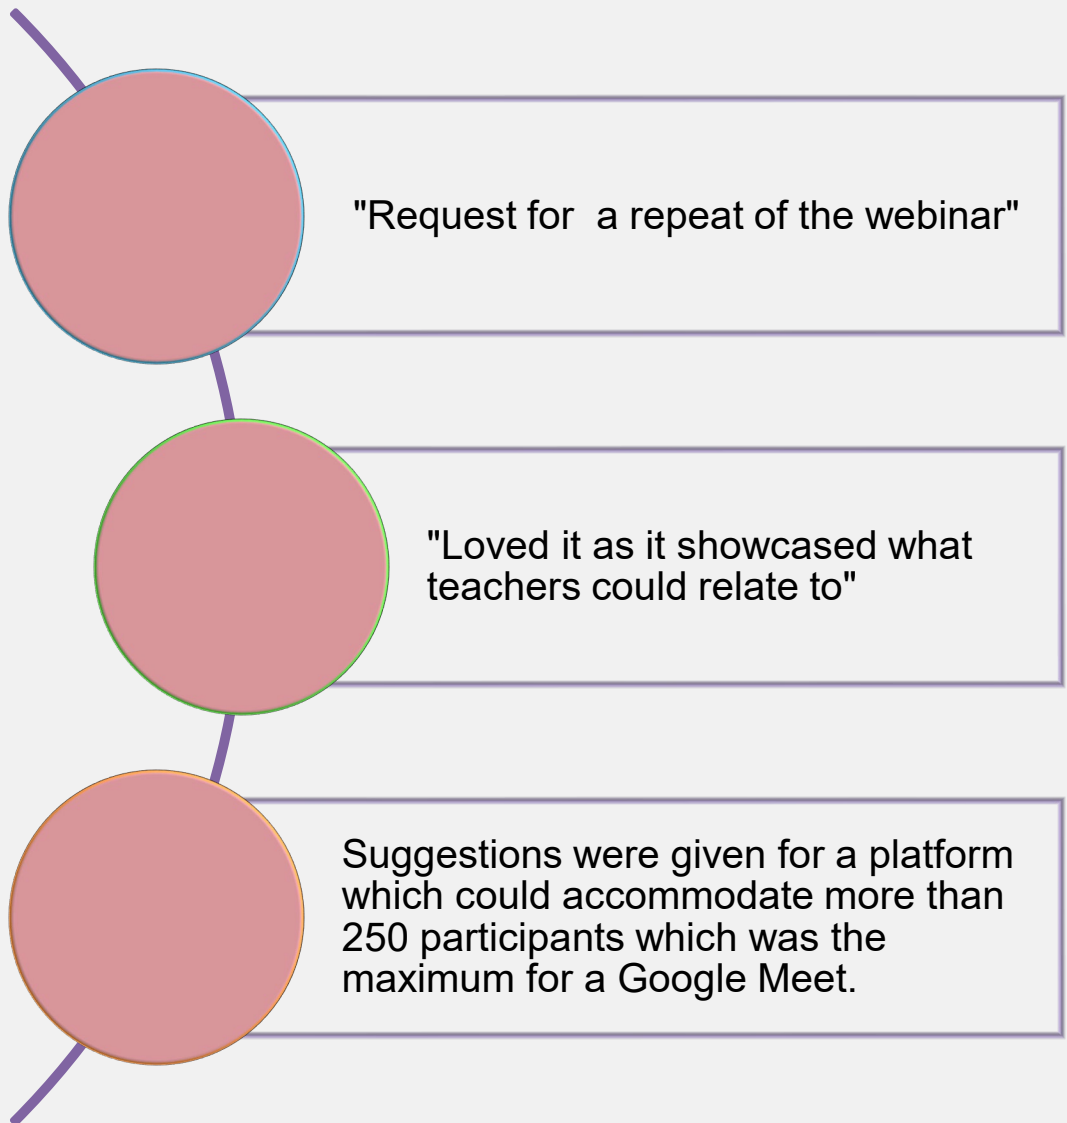 "Request for  a repeat of the webinar"
"Loved it as it showcased what
teachers could relate to"
Suggestions were given for a platform
which could accommodate more than
250 participants which was the
maximum for a Google Meet.